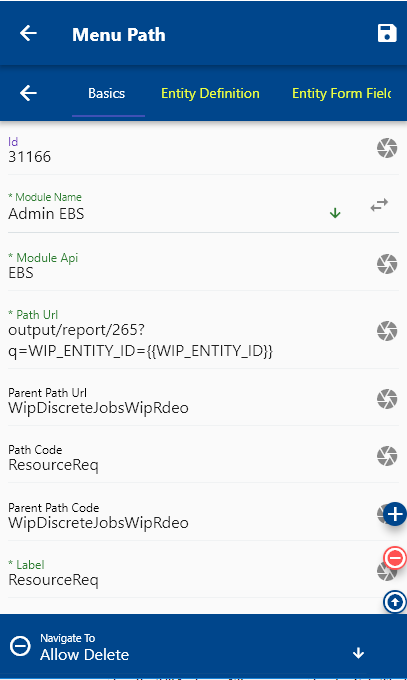 Menu Path
Basics
Entity Definition
Entity Form Fielc
Id
31166
* Module Name
Admin EBS
* Module Api
EBS
* Path Url
output/report/265?
q=WIP_ENTITY_ID={{WIP_ENTITY_ID}}
Parent Path Url
WipDiscreteJobsWipRdeo
Path Code
ResourceReq
Parent Path Code
WipDiscreteJobsWipRdeo
* Label
ResourceReq
Navigate To
Allow Delete